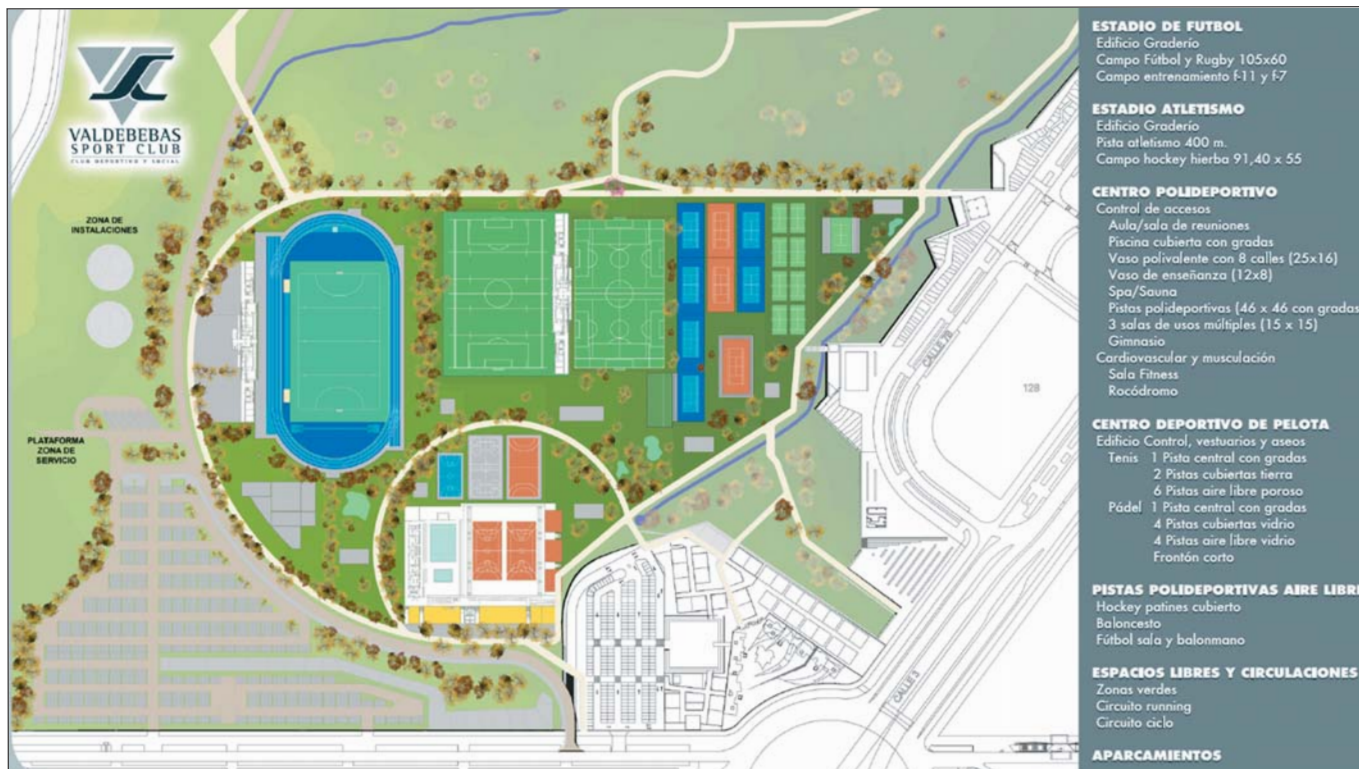 VALDEBEBAS
SPORT CLUB
CLUB DEPORTIVO Y SOCIAL
ZONA DE
INSTALACIONES
PLATAFORMA
ZONA DE
SERVICIO
CALLE 7B
128
CALLE 3
ESTADIO DE FUTBOL
Edificio Graderío
Campo Fútbol y Rugby 105x60
Campo entrenamiento f-11 y f-7
ESTADIO ATLETISMO
Edificio Graderío
Pista atletismo 400 m.
Campo hockey hierba 91,40 x 55
CENTRO POLIDEPORTIVO
Control de accesos
Aula/sala de reuniones
Piscina cubierta con gradas
Vaso polivalente con 8 calles (25x16)
Vaso de enseñanza (12x8)
Spa/Sauna
Pistas polideportivas (46 x 46 con gradas
3 salas de usos múltiples (15 x 15)
Gimnasio
Cardiovascular y musculación
Sala Fitness
Rocódromo
CENTRO DEPORTIVO DE PELOTA
Edificio Control, vestuarios y aseos
Tenis 1 Pista central con gradas
2 Pistas cubiertas tierra
6 Pistas aire libre poroso
Pádel 1 Pista central con gradas
4 Pistas cubiertas vidrio
4 Pistas aire libre vidrio
Frontón corto
PISTAS POLIDEPORTIVAS AIRE LIBRE
Hockey patines cubierto
Baloncesto
Fútbol sala y balonmano
ESPACIOS LIBRES Y CIRCULACIONES
Zonas verdes
Circuito running
Circuito ciclo
APARCAMIENTOS